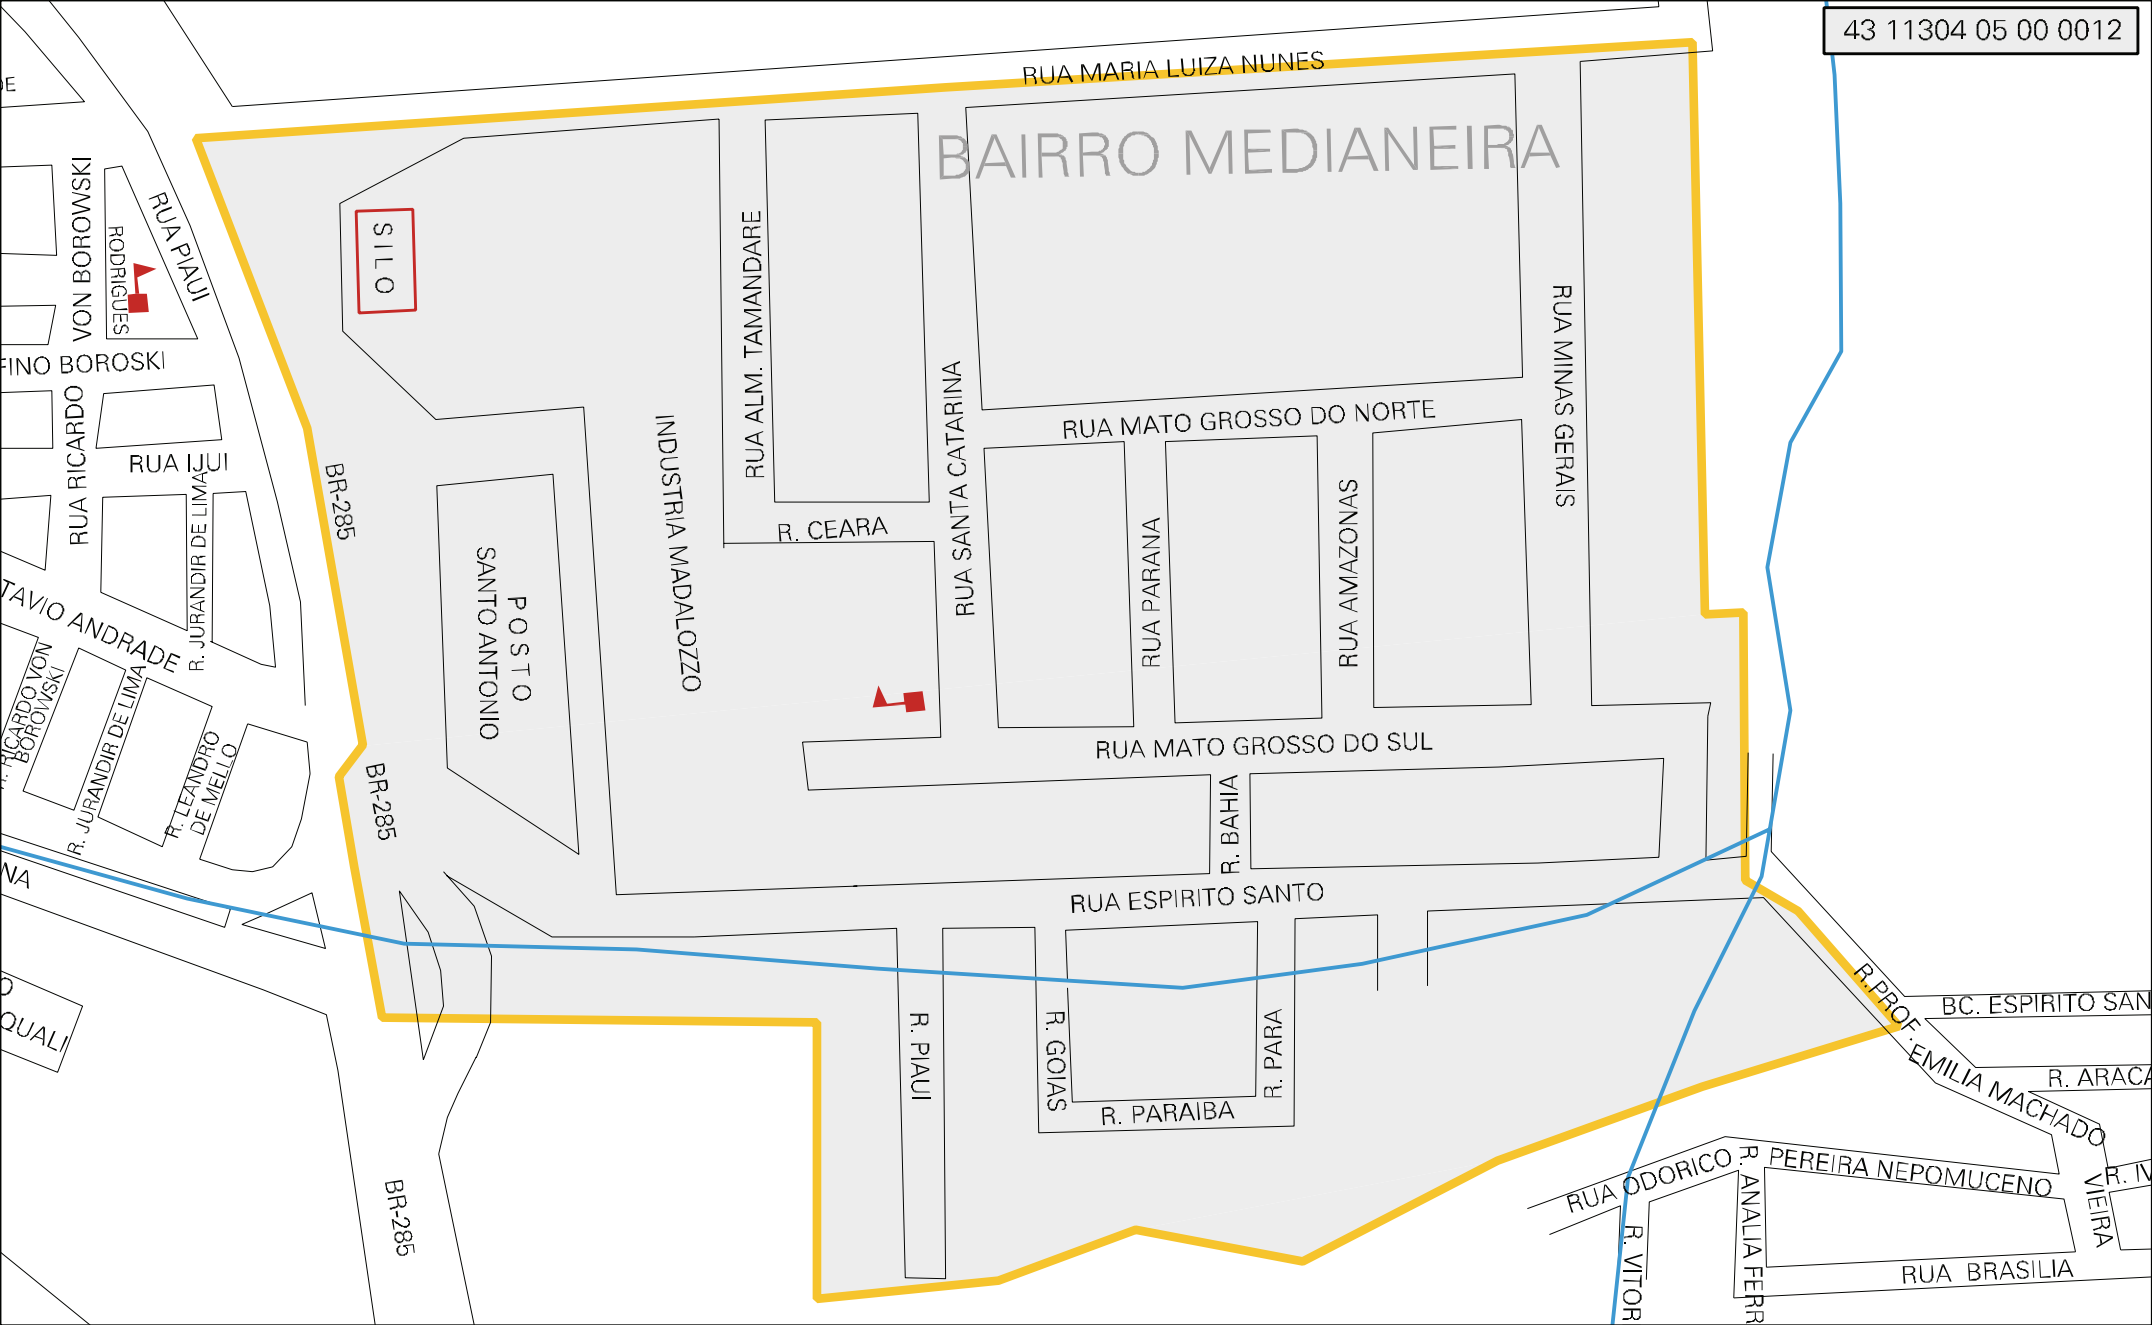 43 11304 05 00 0012
RUA MARIA LUIZA NUNES
BAIRRO MEDIANEIRA
VON BOROWSKI
RODRIGUES
RUA PIAUI
SILO
RUA ALM. TAMANDARE
RUA SANTA CATARINA
RUA MINAS GERAIS
FINO BOROSKI
RUA RICARDO
RUA IJUI
R. JURANDIR DE LIMA
BR-285
INDUSTRIA MADALOZZO
RUA MATO GROSSO DO NORTE
R. CEARA
RUA PARANA
RUA AMAZONAS
POSTO
SANTO ANTONIO
TAVIO ANDRADE
R. RICARDO VON
BOROWSKI
R. JURANDIR DE LIMA
R. LEANDRO
DE MELLO
BR-285
RUA MATO GROSSO DO SUL
R. BAHIA
RUA ESPIRITO SANTO
NA
O
QUALI
R. PIAUI
R. GOIAS
R. PARA
R. PARAIBA
R. PROF. EMILIA MACHADO
VIEIRA
BC. ESPIRITO SAN
R. ARACA
R. IV
BR-285
RUA ODORICO PEREIRA NEPOMUCENO
R. VITOR
R. ANALIA FERR
RUA BRASILIA